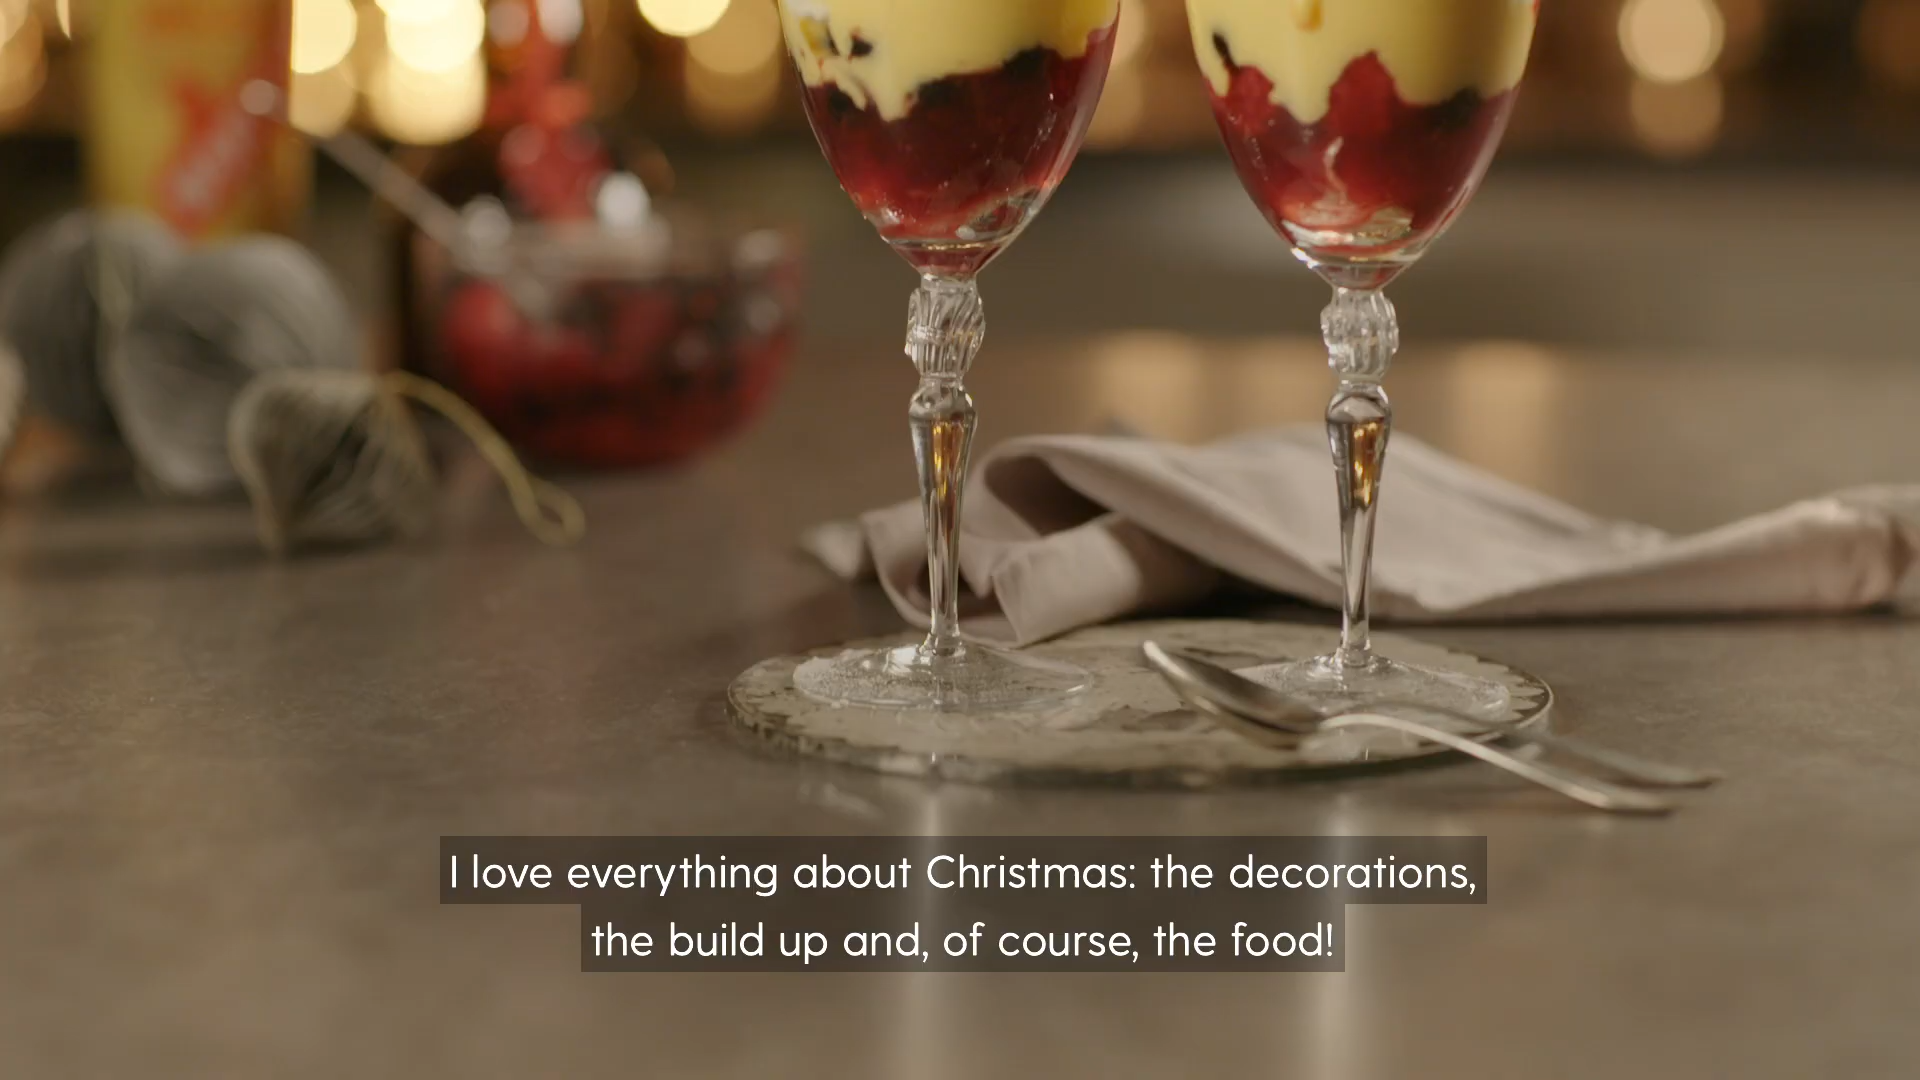 I love everything about Christmas: the decorations,
the build up and, of course, the food!